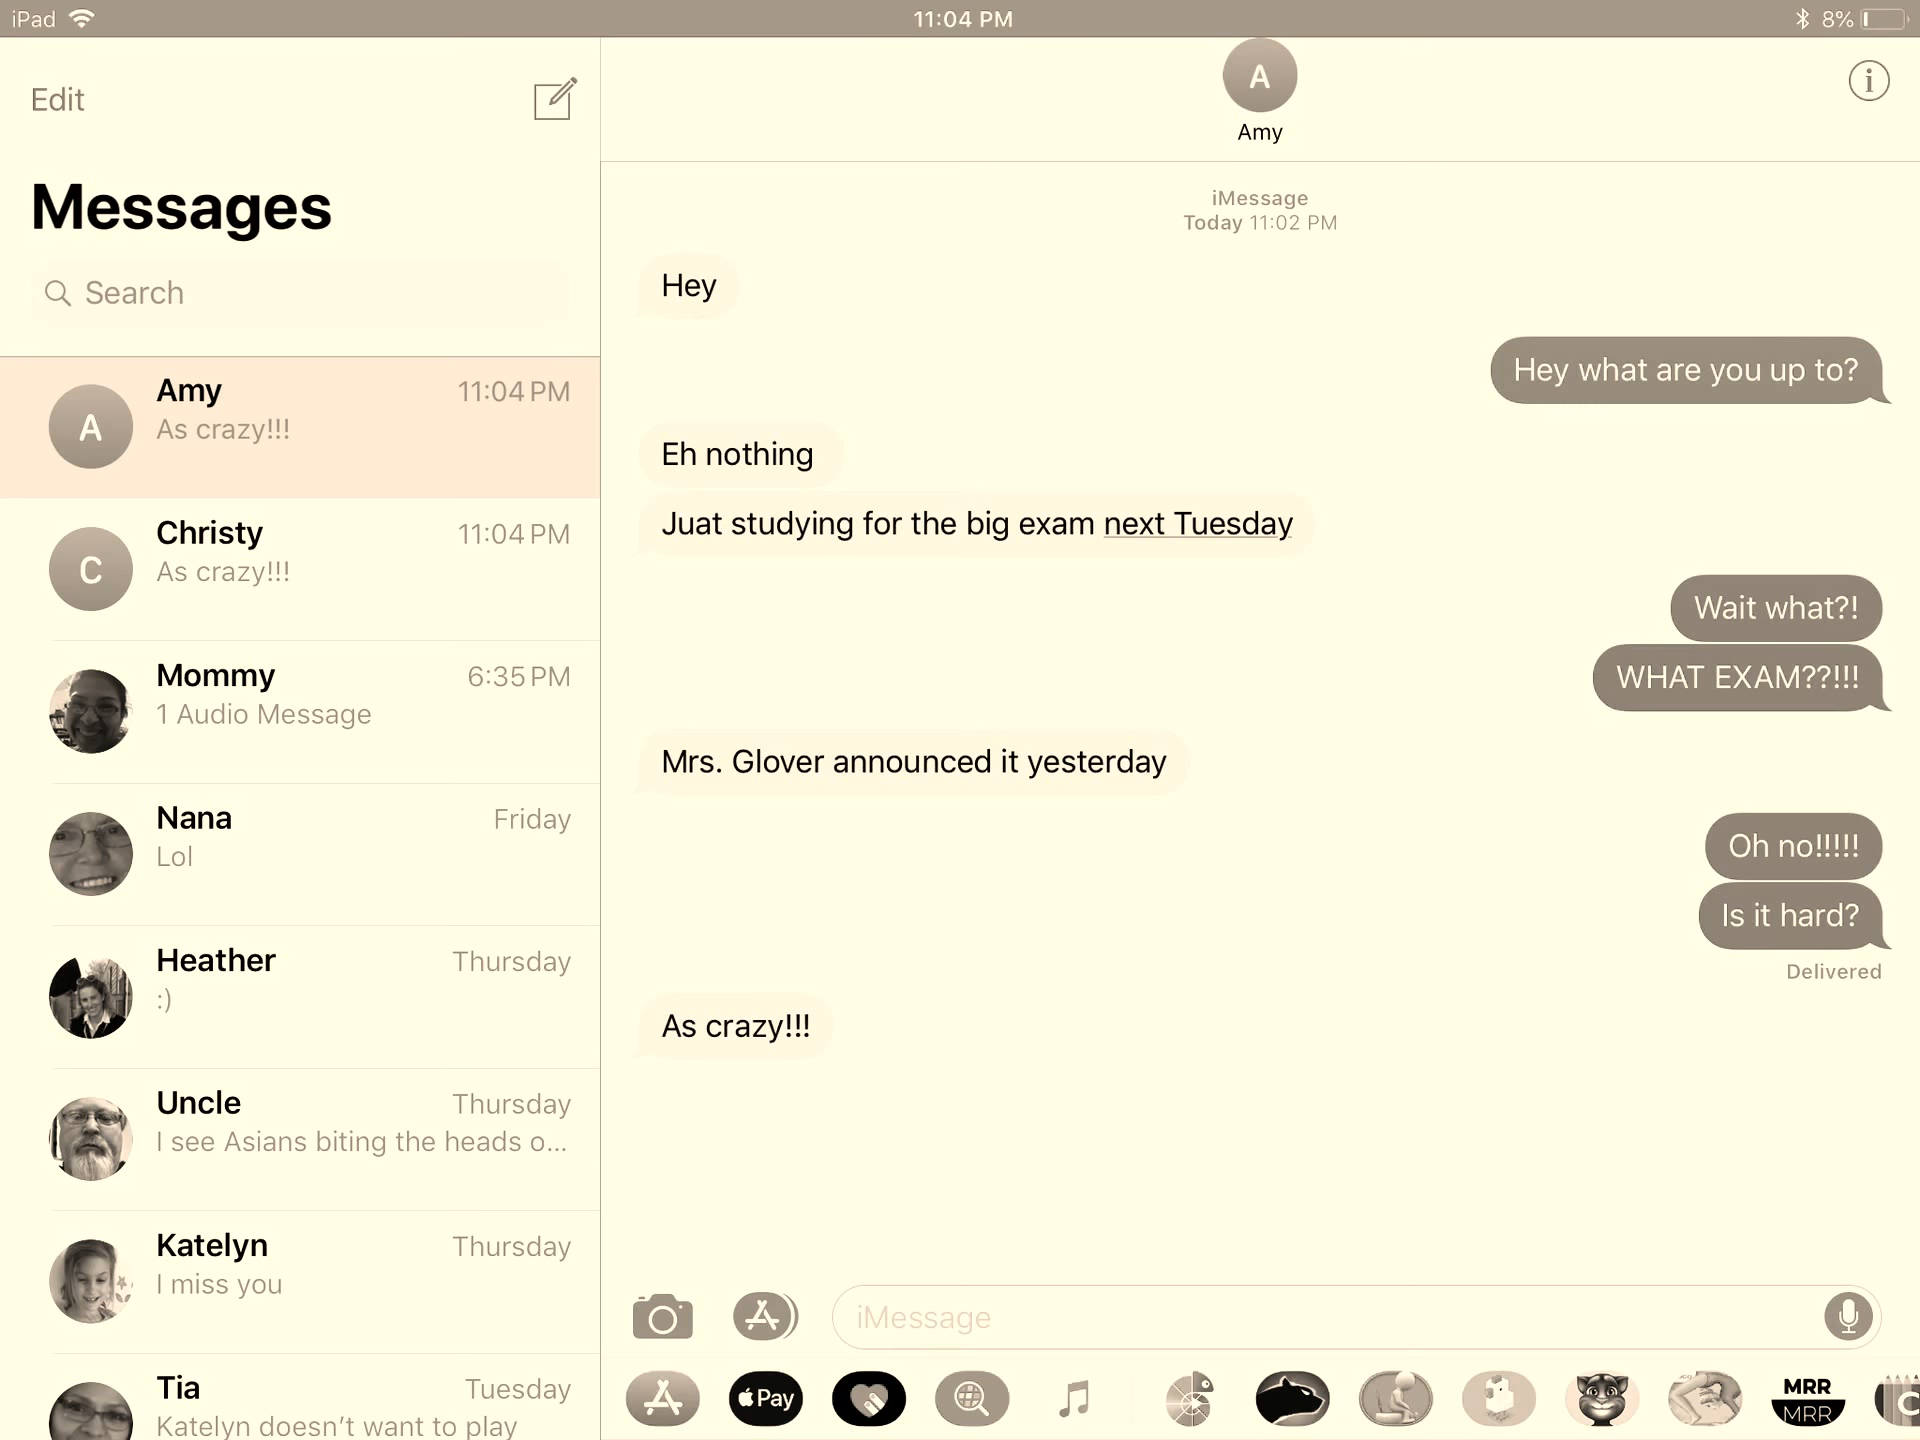 iPad 11:04 PM 8%
Edit
Messages
Search
Amy 11:04 PM
As crazy!!!
Christy 11:04 PM
As crazy!!!
Mommy 6:35 PM
1 Audio Message
Nana Friday
Lol
Heather Thursday
:)
Uncle Thursday
I see Asians biting the heads o...
Katelyn Thursday
I miss you
Tia Tuesday
Katelyn doesn't want to play
A
C
A
Amy
iMessage
Today 11:02 PM
Hey
Hey what are you up to?
Eh nothing
Juat studying for the big exam next Tuesday
Wait what?!
WHAT EXAM??!!!
Mrs. Glover announced it yesterday
Oh no!!!!!
Is it hard?
Delivered
As crazy!!!
iMessage
Pay
MRR
MRR
C